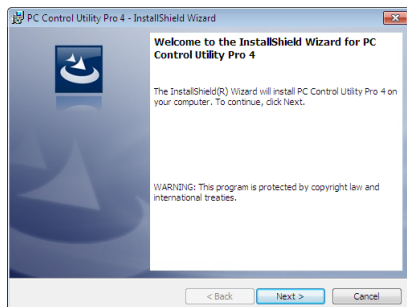 PC Control Utility Pro 4 - InstallShield Wizard
Welcome to the InstallShield Wizard for PC
Control Utility Pro 4
The InstallShield(R) Wizard will install PC Control Utility Pro 4 on
your computer. To continue, click Next.
WARNING: This program is protected by copyright law and
international treaties.
< Back
Next >
Cancel